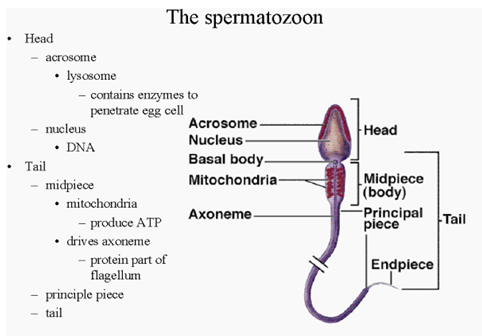 The spermatozoon
• Head
– acrosome
• lysosome
– contains enzymes to
penetrate egg cell
– nucleus
• DNA
• Tail
– midpiece
• mitochondria
– produce ATP
• drives axoneme
– protein part of
flagellum
– principle piece
– tail
Acrosome
Nucleus
Basal body
Mitochondria
Axoneme
Head
Midpiece
(body)
Principal
piece
Tail
Endpiece